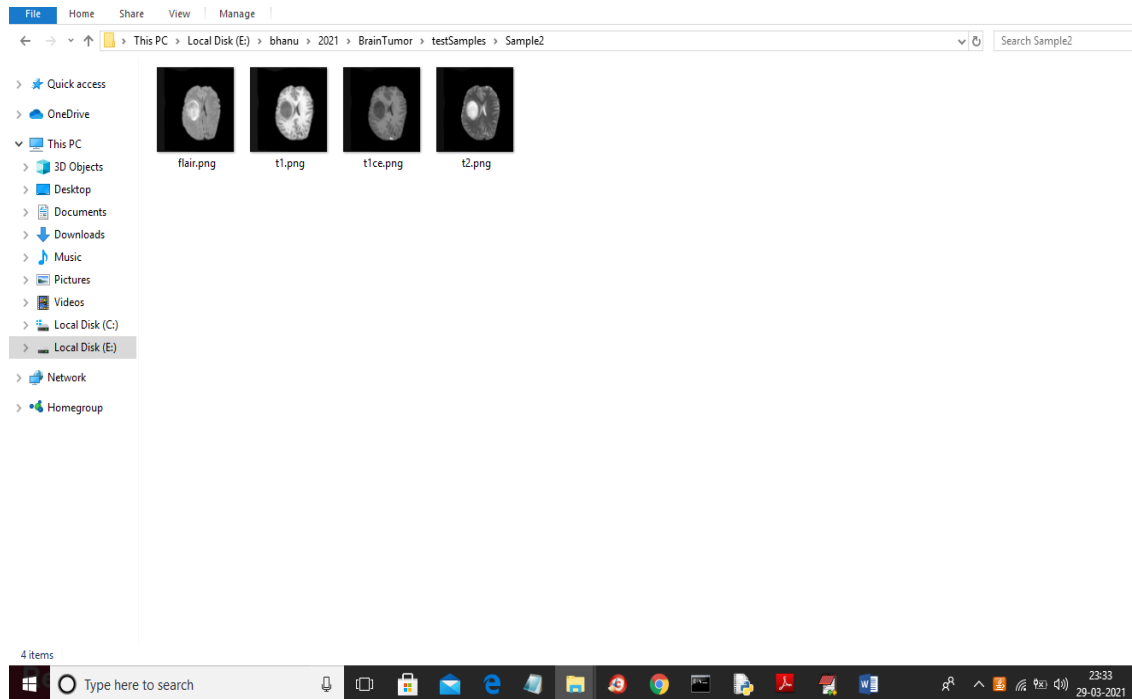 File Home Share View Manage
This PC > Local Disk (E:) > bhanu > 2021 > BrainTumor > testSamples > Sample2
Search Sample2
Quick access
OneDrive
This PC
3D Objects
Desktop
Documents
Downloads
Music
Pictures
Videos
Local Disk (C:)
Local Disk (E:)
Network
Homegroup
flair.png t1.png t1ce.png t2.png
4 items
Type here to search
23:33
29-03-2021